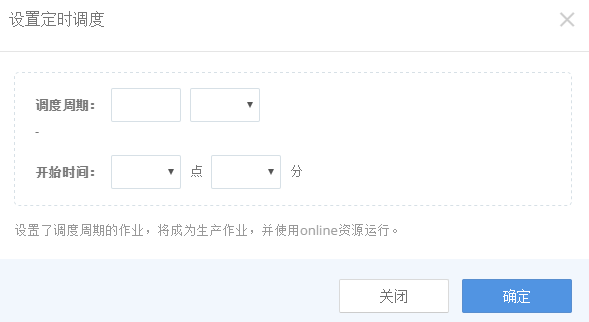 设置定时调度
调度周期：
-
开始时间： 点 分
设置了调度周期的作业，将成为生产作业，并使用online资源运行。
关闭 确定